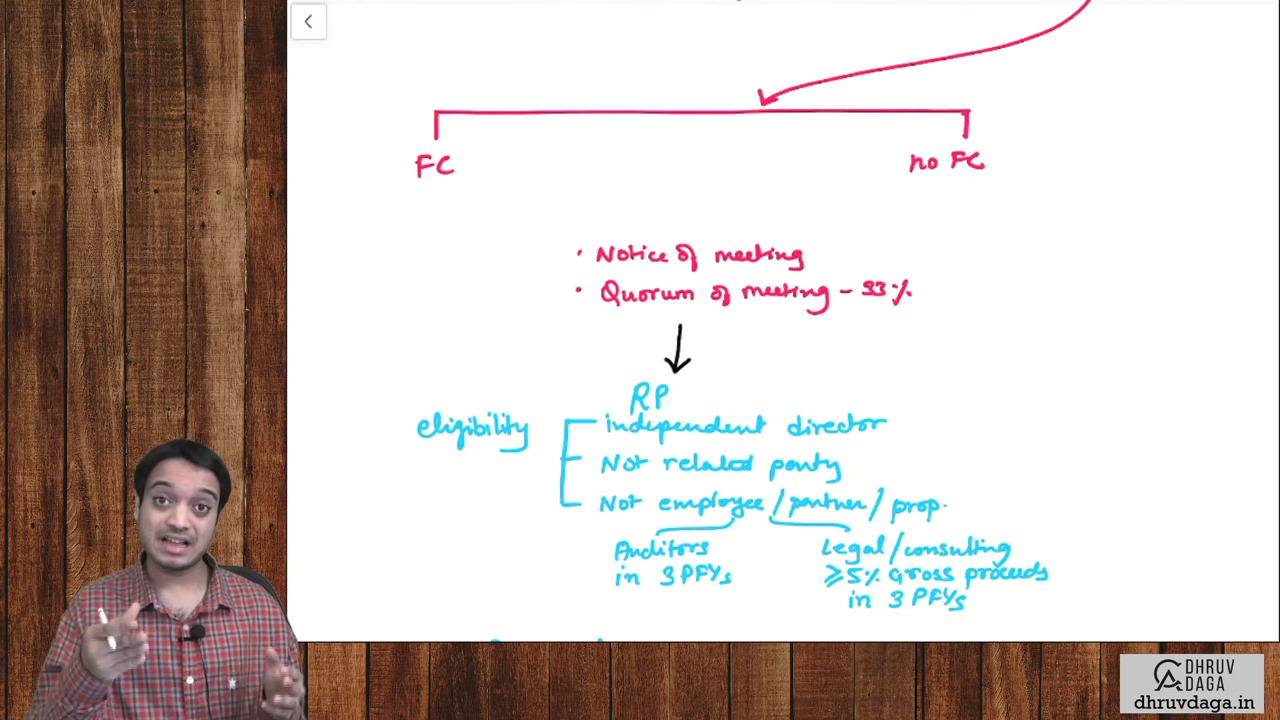 FC
no FC
· Notice of meeting
· Quorum of meeting - 33%
RP
eligibility
independent director
Not related party
Not employee / partner / prop.
Auditors
in 3 PFYs
Legal/consulting
≥5% Gross proceeds
in 3 PFYs
DHRUV
DAGA
dhruvdaga.in